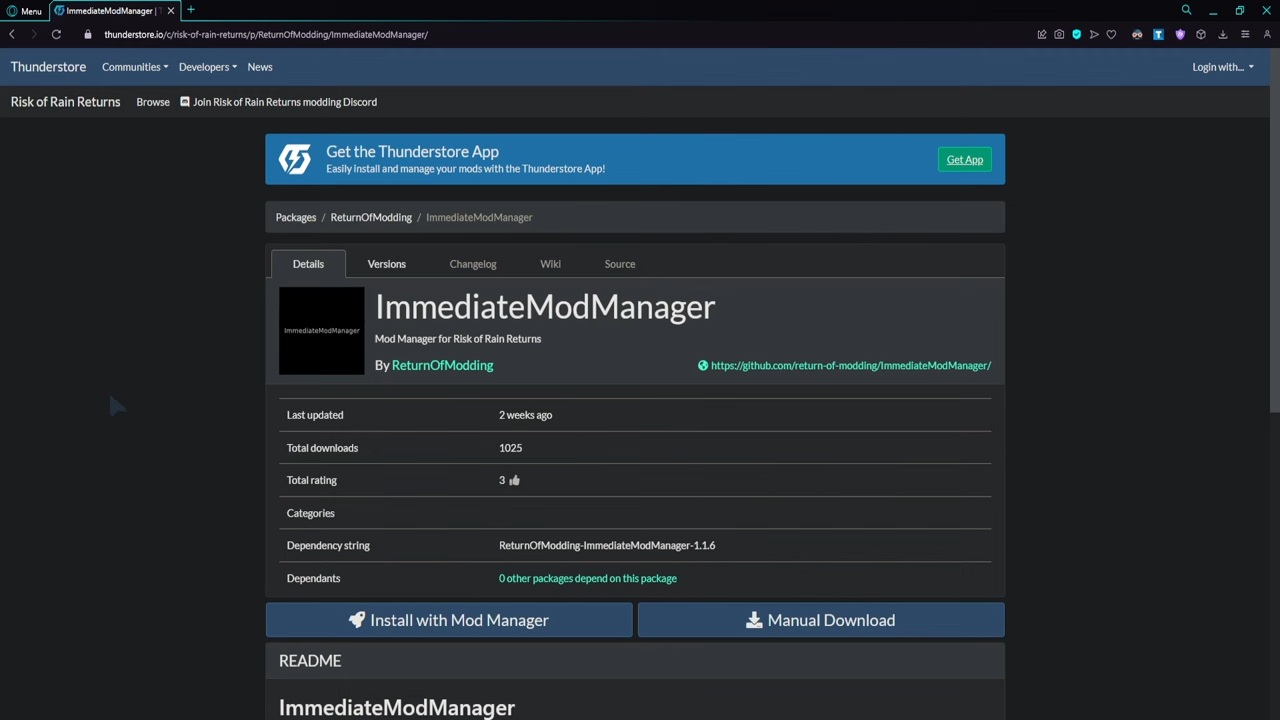 Menu
ImmediateModManager |
thunderstore.io/c/risk-of-rain-returns/p/ReturnOfModding/ImmediateModManager/
Thunderstore
Communities
Developers
News
Login with...
Risk of Rain Returns
Browse
Join Risk of Rain Returns modding Discord
Get the Thunderstore App
Easily install and manage your mods with the Thunderstore App!
Get App
Packages / ReturnOfModding / ImmediateModManager
Details
Versions
Changelog
Wiki
Source
ImmediateModManager
ImmediateModManager
Mod Manager for Risk of Rain Returns
By ReturnOfModding
https://github.com/return-of-modding/ImmediateModManager/
Last updated 2 weeks ago
Total downloads 1025
Total rating 3
Categories
Dependency string ReturnOfModding-ImmediateModManager-1.1.6
Dependants 0 other packages depend on this package
Install with Mod Manager
Manual Download
README
ImmediateModManager